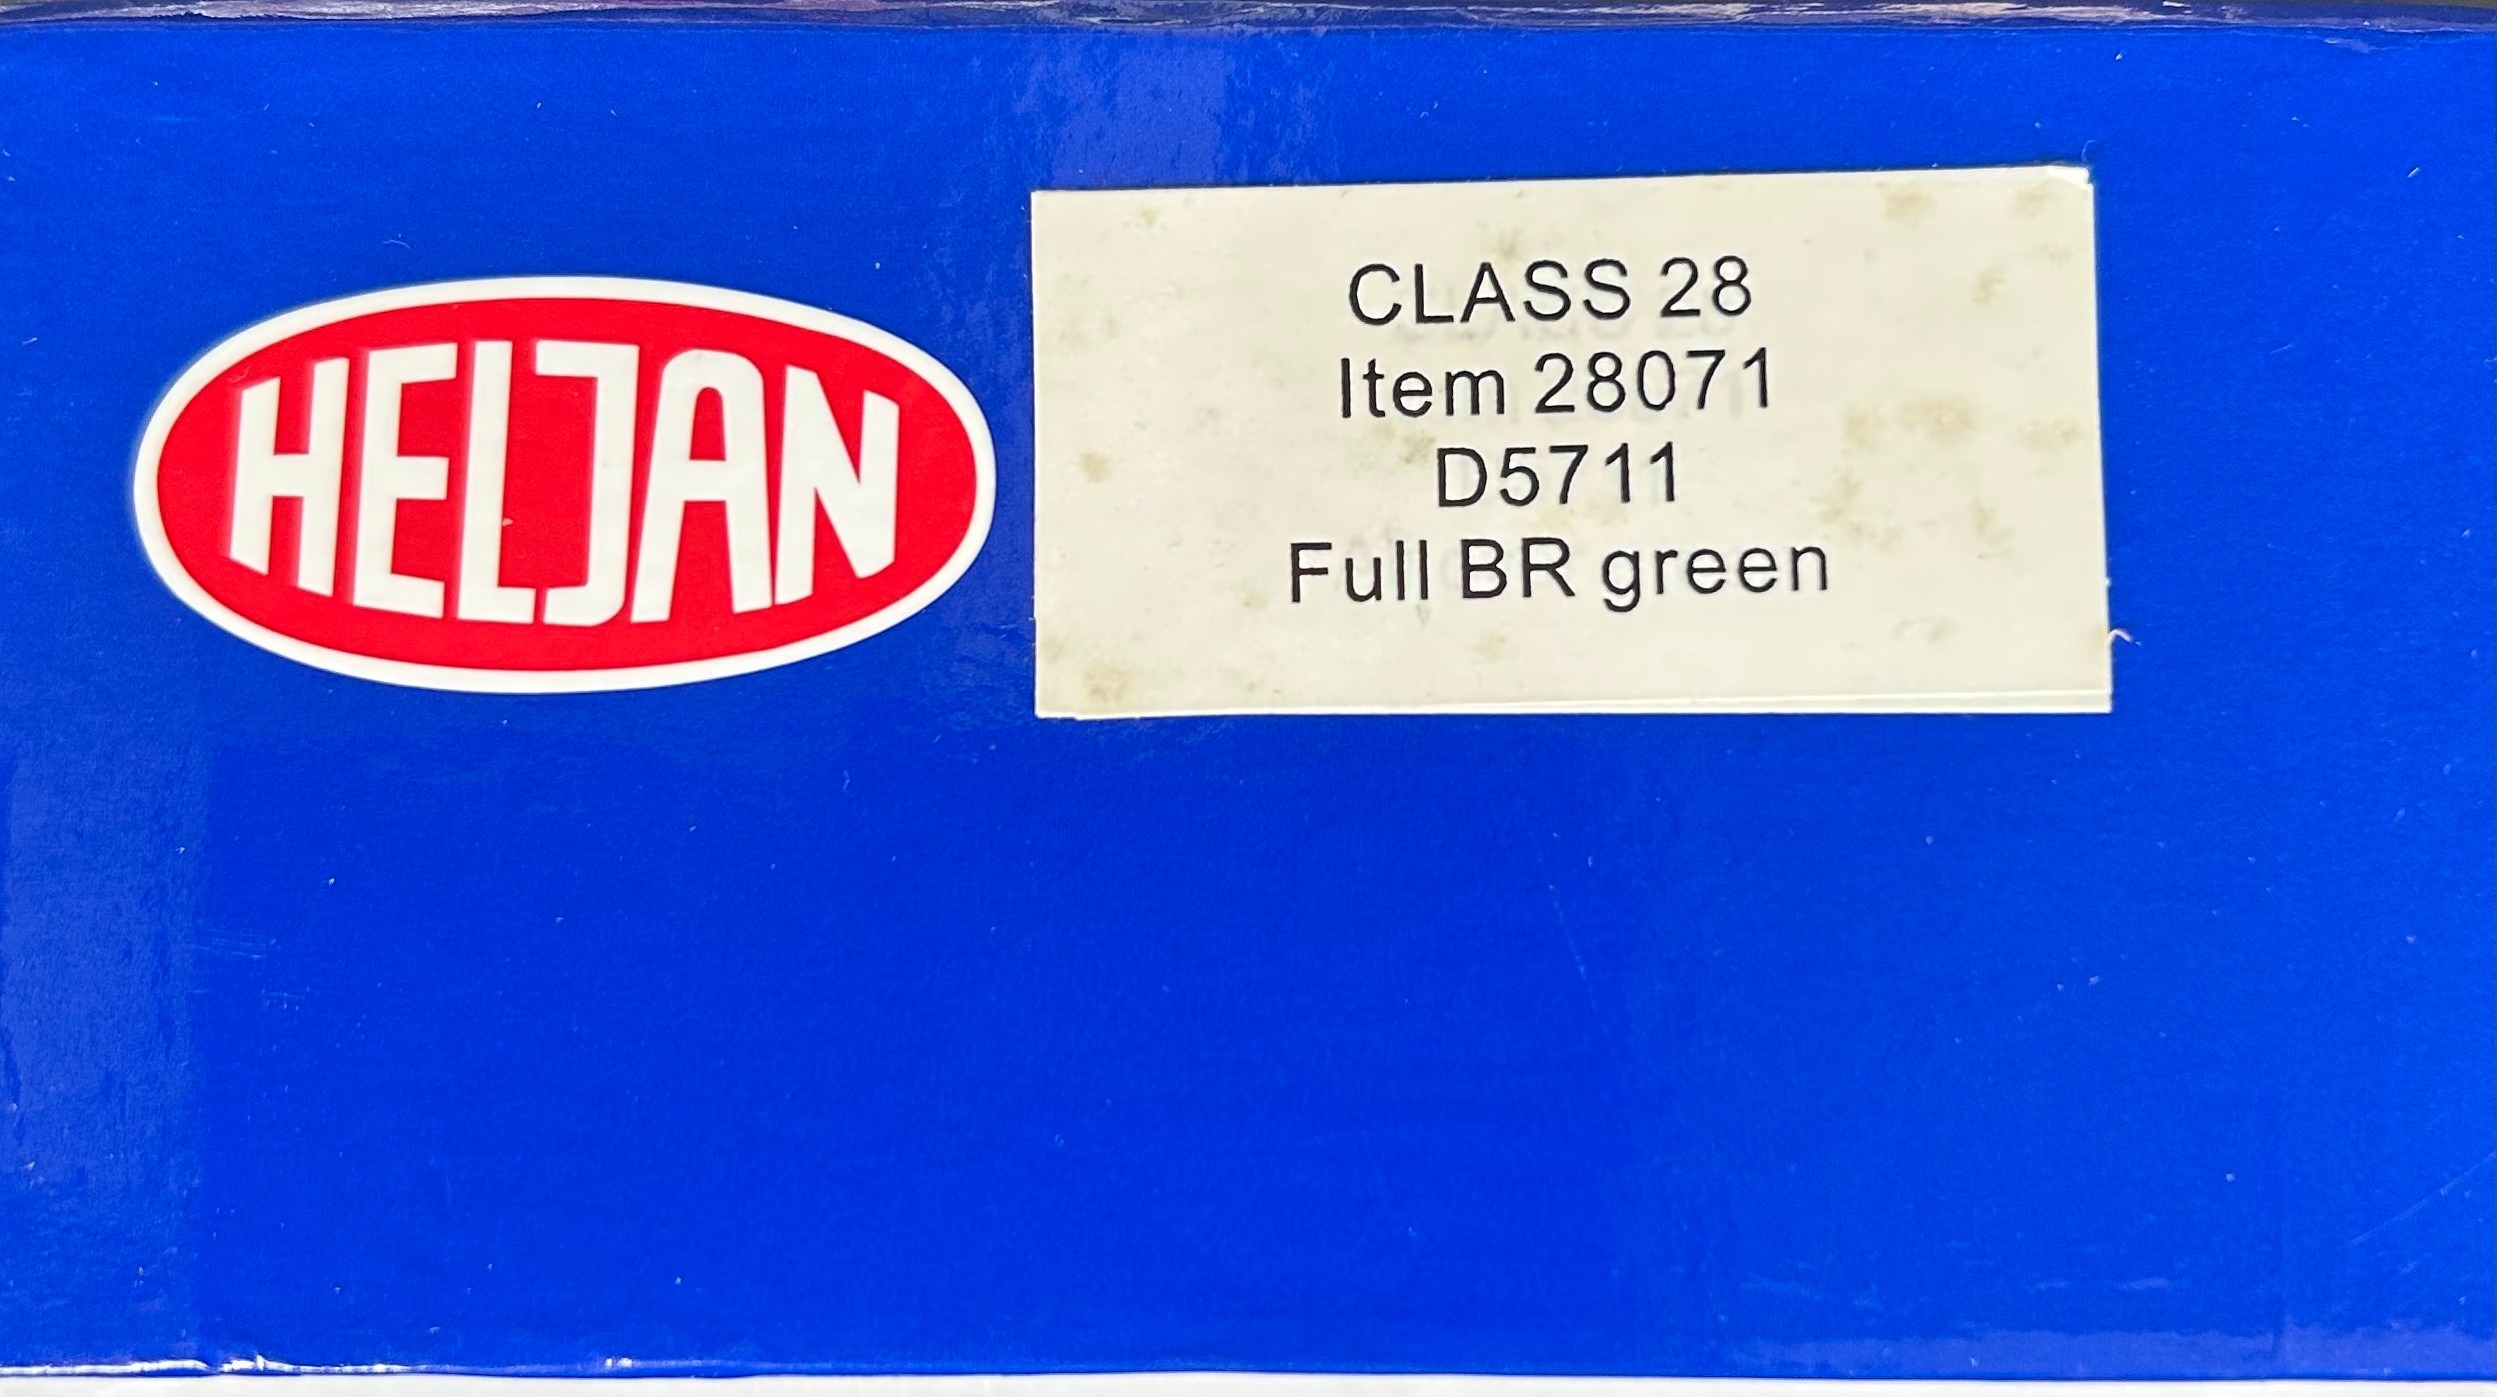 HELJAN
CLASS 28
Item 28071
D5711
Full BR green